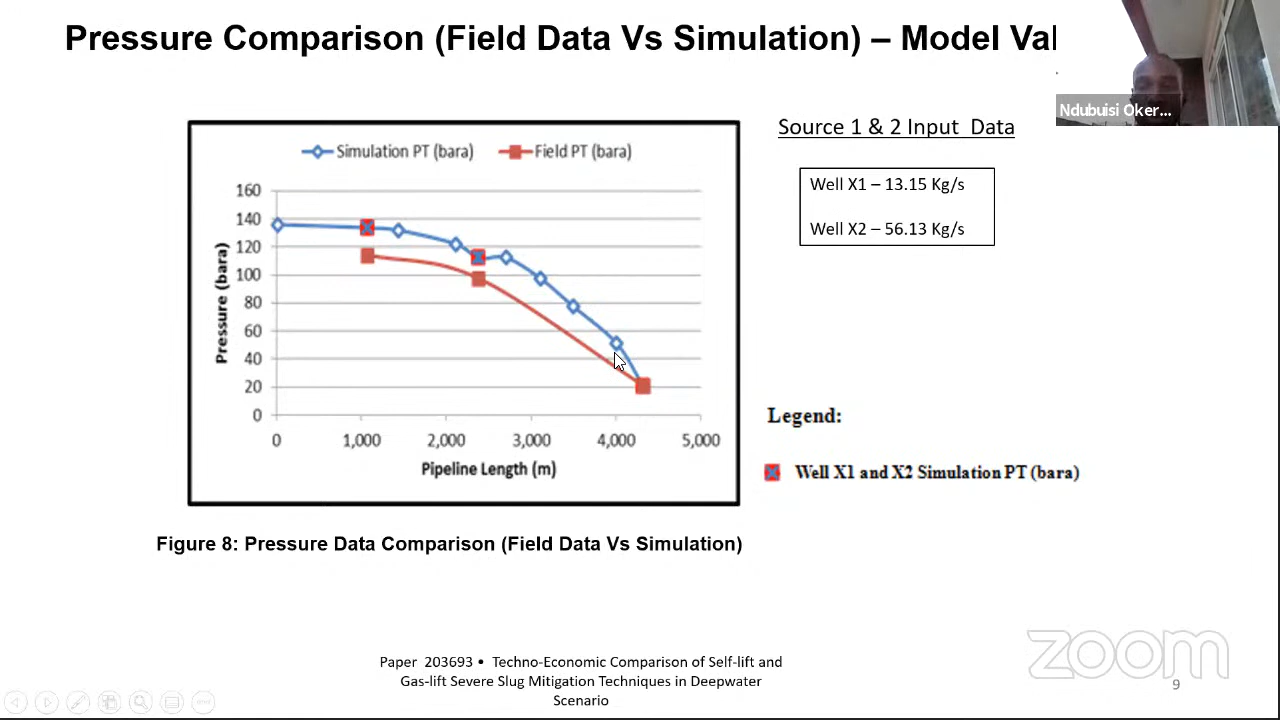 Pressure Comparison (Field Data Vs Simulation) – Model Val
Ndubuisi Oker...
Source 1 & 2 Input Data
Well X1 – 13.15 Kg/s
Well X2 – 56.13 Kg/s
Simulation PT (bara)
Field PT (bara)
Pressure (bara)
160
140
120
100
80
60
40
20
0
0 1,000 2,000 3,000 4,000 5,000
Pipeline Length (m)
Legend:
Well X1 and X2 Simulation PT (bara)
Figure 8: Pressure Data Comparison (Field Data Vs Simulation)
Paper 203693 • Techno-Economic Comparison of Self-lift and
Gas-lift Severe Slug Mitigation Techniques in Deepwater
Scenario
zoom
9